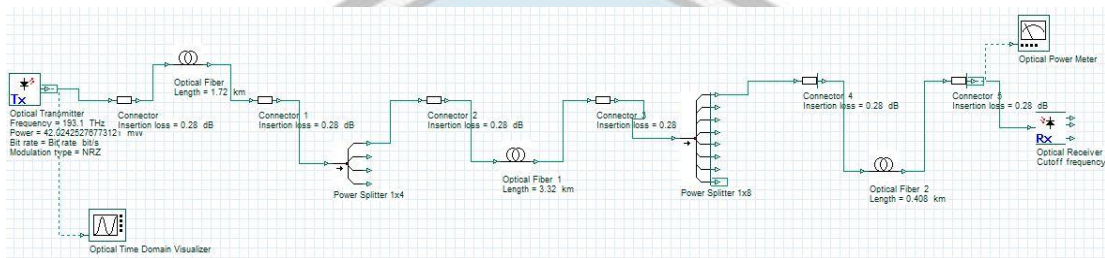 Optical Power Meter
Optical Fiber
Length = 1.72 km
Tx
Optical Transmitter
Frequency = 193.1 THz
Power = 42.0242527677312 mW
Bit rate = Bit rate bit/s
Modulation type = NRZ
Connector
Insertion loss = 0.28 dB
Connector 1
Insertion loss = 0.28 dB
Connector 2
Insertion loss = 0.28 dB
Connector 3
Insertion loss = 0.28
Connector 4
Insertion loss = 0.28 dB
Connector 5
Insertion loss = 0.28 dB
Rx
Optical Receiver
Cutoff frequency
Power Splitter 1x4
Optical Fiber 1
Length = 3.32 km
Power Splitter 1x8
Optical Fiber 2
Length = 0.408 km
Optical Time Domain Visualizer